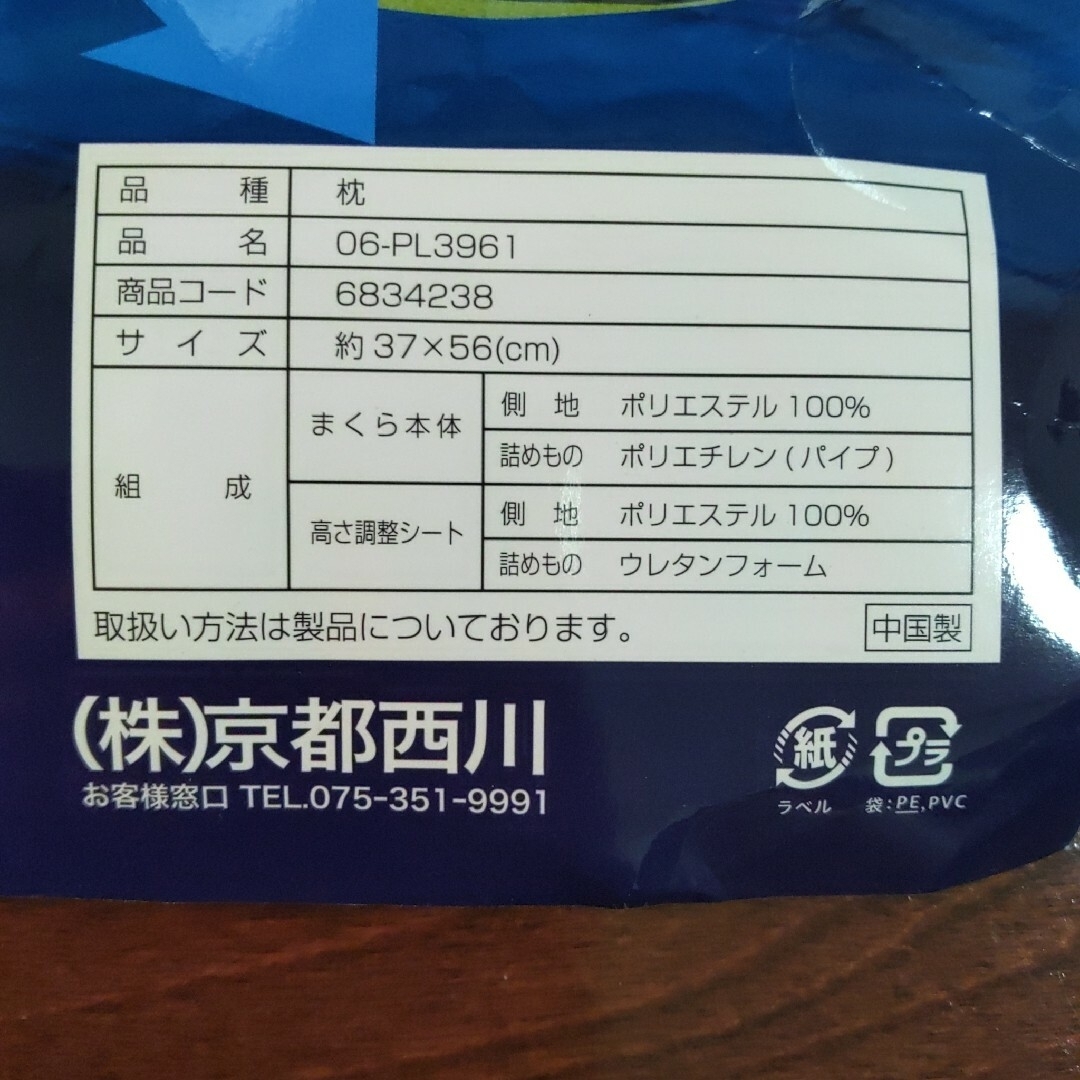 品種 枕
品名 06-PL3961
商品コード 6834238
サイズ 約37×56(cm)
組成 まくら本体 側地 ポリエステル100%
詰めもの ポリエチレン(パイプ)
高さ調整シート 側地 ポリエステル100%
詰めもの ウレタンフォーム
取扱い方法は製品についております。 中国製
(株)京都西川
お客様窓口 TEL.075-351-9991
紙 プラ
ラベル 袋:PE,PVC